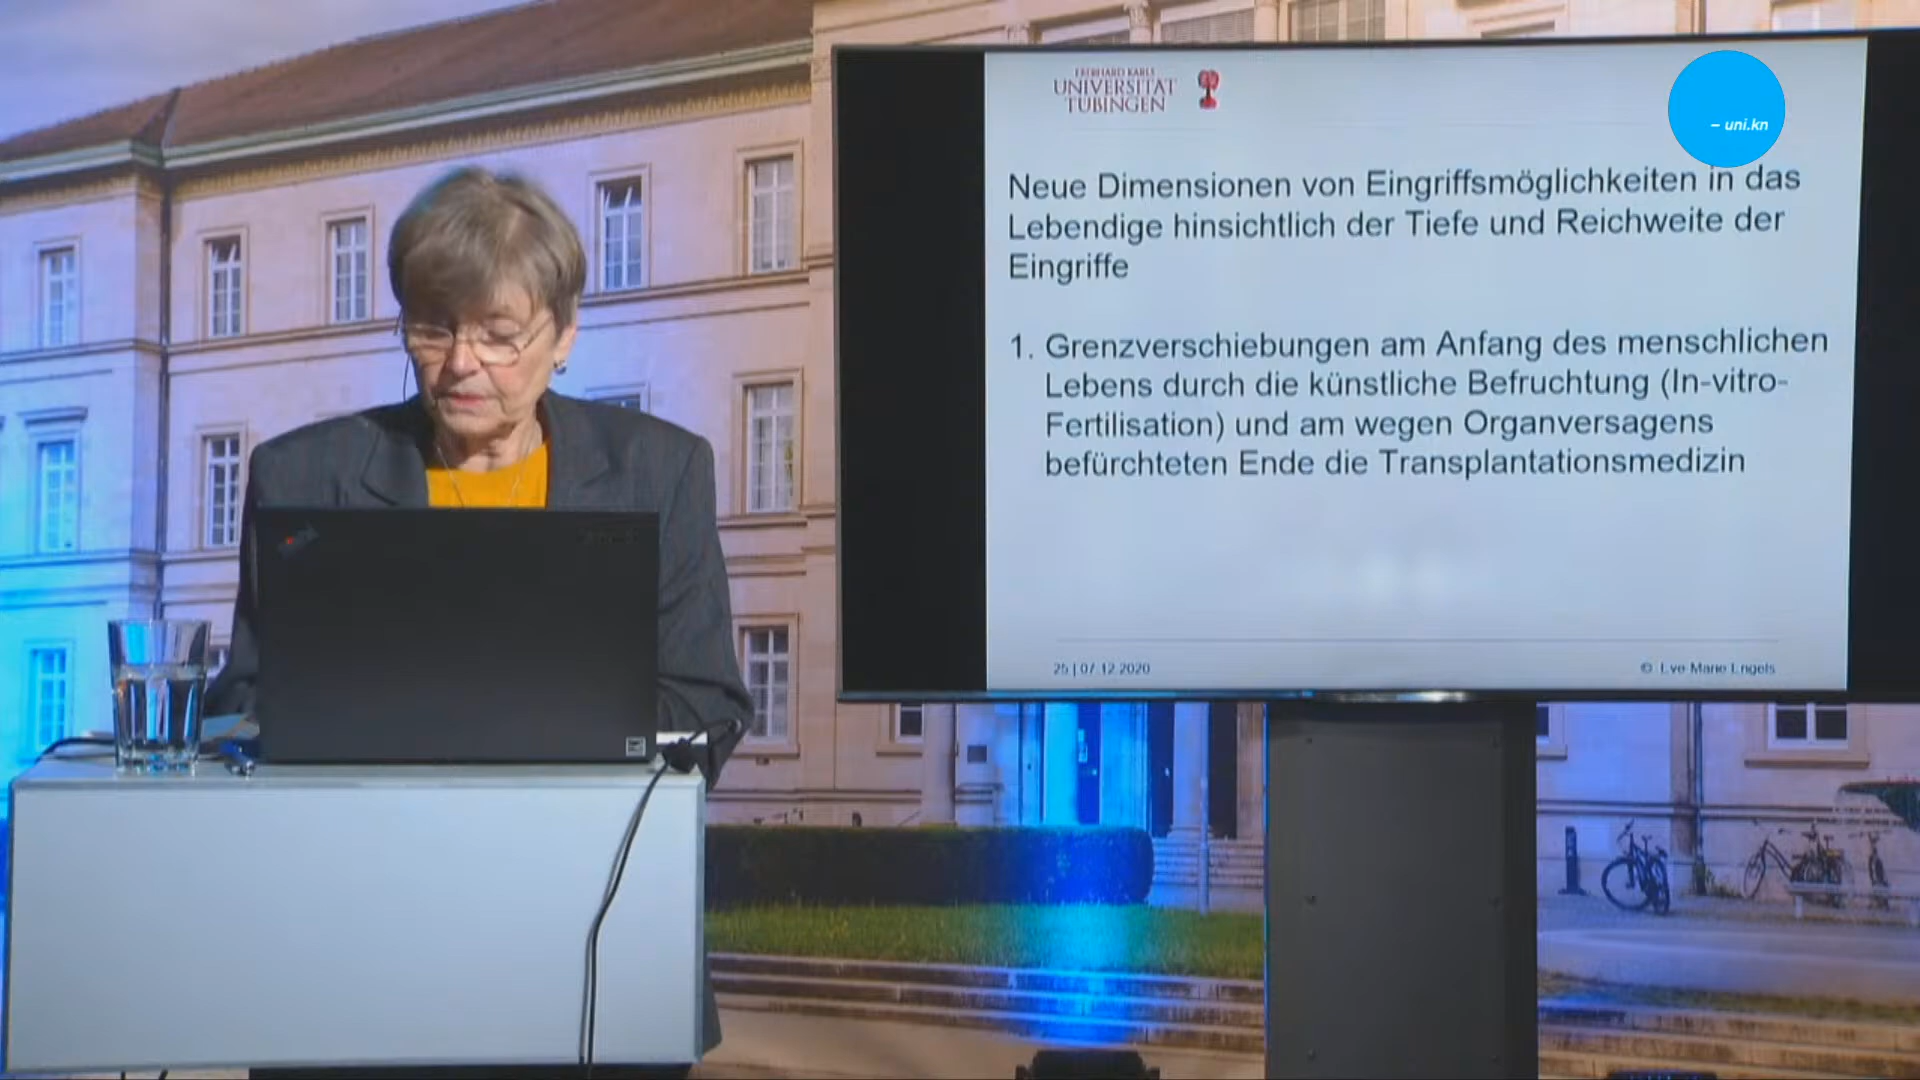 EBERHARD KARLS
UNIVERSITÄT
TÜBINGEN
– uni.kn
Neue Dimensionen von Eingriffsmöglichkeiten in das
Lebendige hinsichtlich der Tiefe und Reichweite der
Eingriffe
1. Grenzverschiebungen am Anfang des menschlichen
Lebens durch die künstliche Befruchtung (In-vitro-
Fertilisation) und am wegen Organversagens
befürchteten Ende die Transplantationsmedizin
25 | 07.12.2020
© Eve-Marie Engels